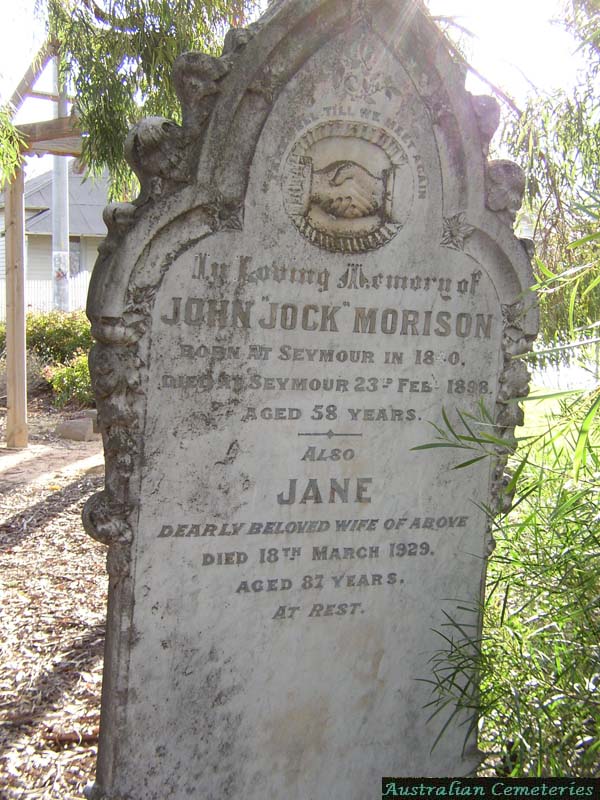 FAREWELL TILL WE MEET AGAIN
In Loving Memory of
JOHN "JOCK" MORISON
BORN AT SEYMOUR IN 18
DIED AT SEYMOUR 23RD FEB. 1898.
AGED 58 YEARS.
ALSO
JANE
DEARLY BELOVED WIFE OF ABOVE
DIED 18TH MARCH 1929.
AGED 87 YEARS.
AT REST.
Australian Cemeteries